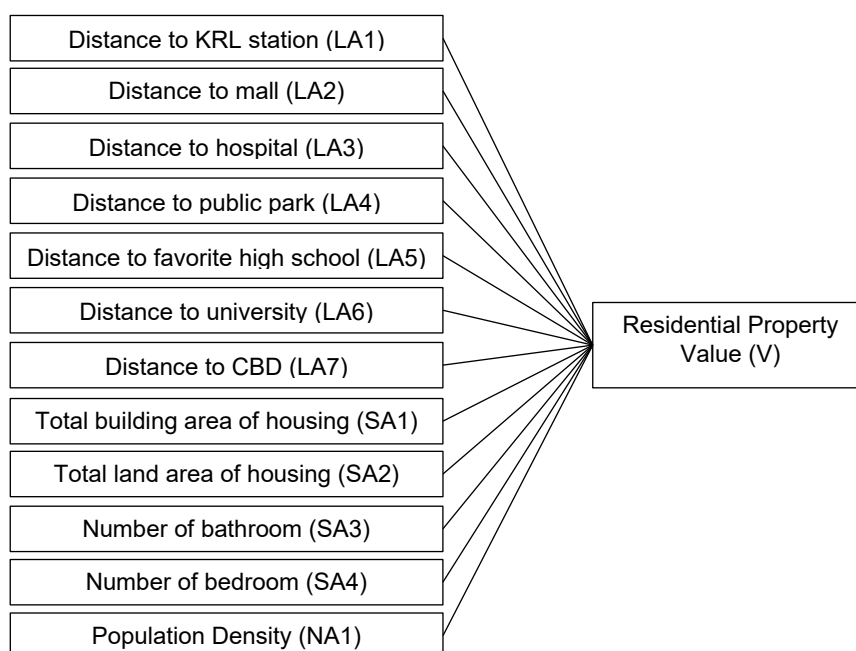 Distance to KRL station (LA1)
Distance to mall (LA2)
Distance to hospital (LA3)
Distance to public park (LA4)
Distance to favorite high school (LA5)
Distance to university (LA6)
Distance to CBD (LA7)
Total building area of housing (SA1)
Total land area of housing (SA2)
Number of bathroom (SA3)
Number of bedroom (SA4)
Population Density (NA1)
Residential Property
Value (V)